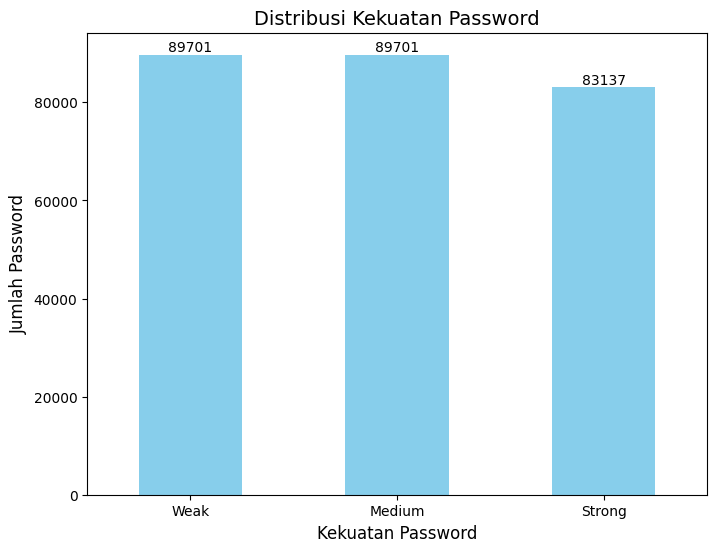 Distribusi Kekuatan Password
89701
89701
83137
80000
60000
40000
20000
0
Jumlah Password
Weak
Medium
Strong
Kekuatan Password